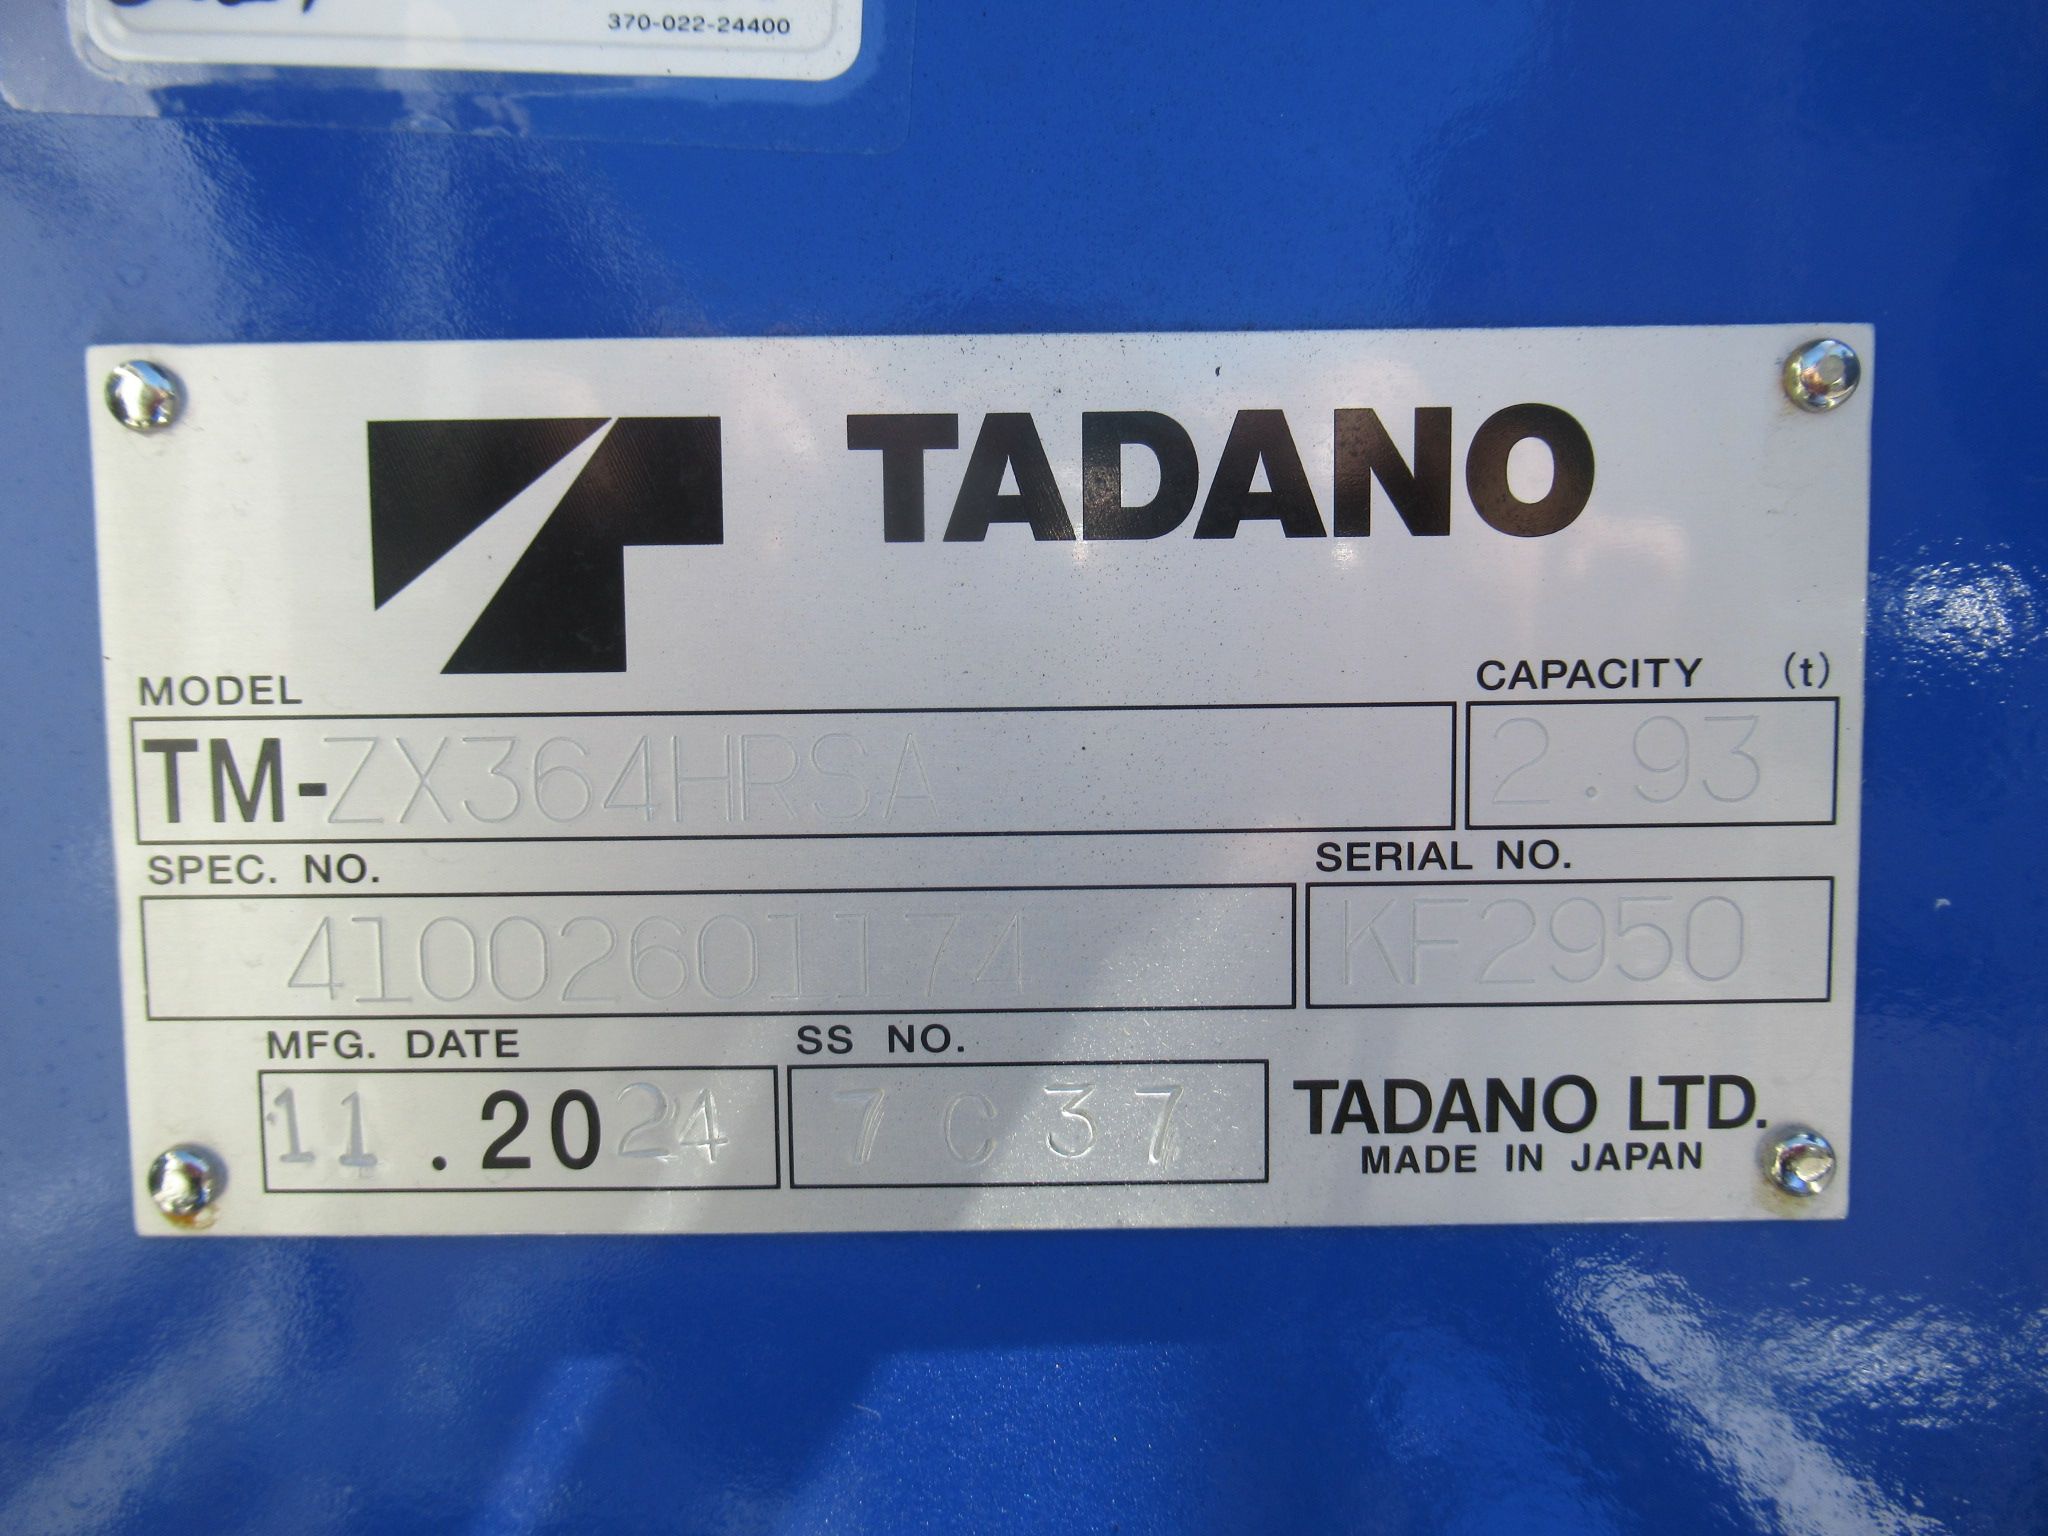 370-022-24400
TADANO
MODEL CAPACITY (t)
TM-ZX364HRSA 2.93
SPEC. NO. SERIAL NO.
41002601174 KF2950
MFG. DATE SS NO.
11.2024 7C37
TADANO LTD.
MADE IN JAPAN